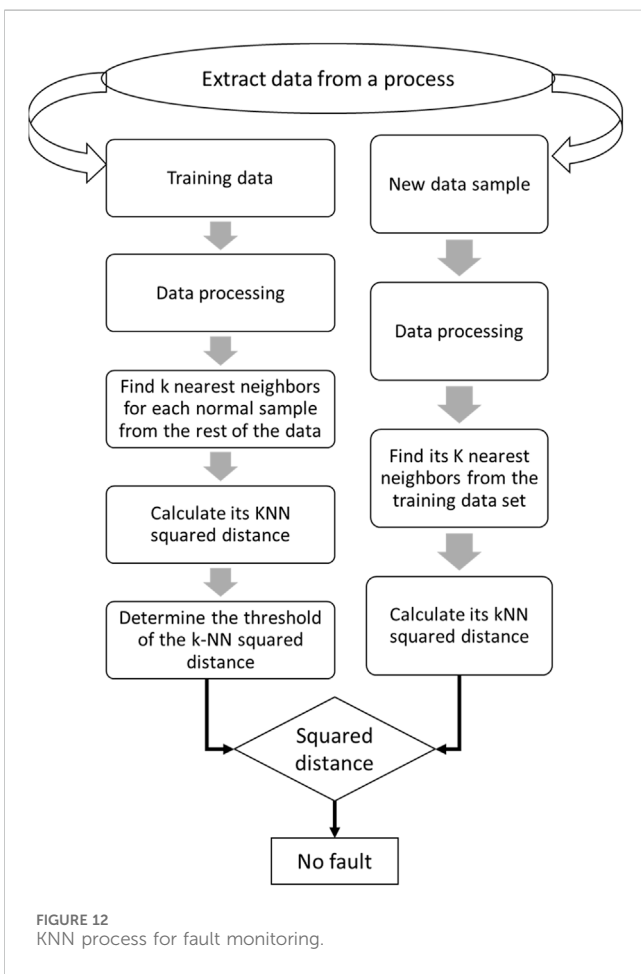 Extract data from a process
Training data
Data processing
Find k nearest neighbors
for each normal sample
from the rest of the data
Calculate its KNN
squared distance
Determine the threshold
of the k-NN squared
distance
New data sample
Data processing
Find its K nearest
neighbors from the
training data set
Calculate its kNN
squared distance
Squared
distance
No fault
FIGURE 12
KNN process for fault monitoring.